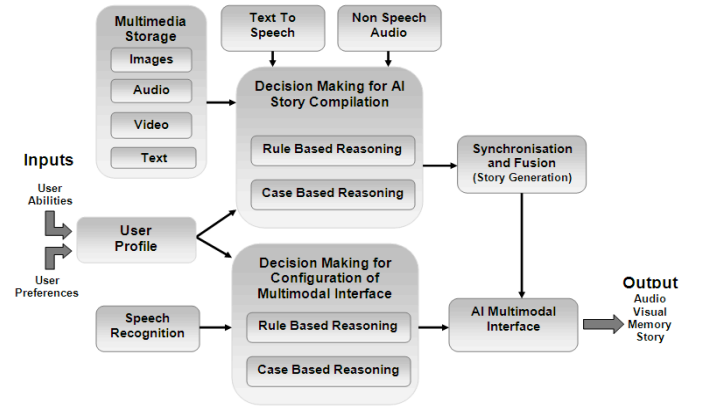 Multimedia
Storage
Images
Audio
Video
Text
Text To
Speech
Non Speech
Audio
Decision Making for AI
Story Compilation
Rule Based Reasoning
Case Based Reasoning
Synchronisation
and Fusion
(Story Generation)
Inputs
User
Abilities
User
Preferences
User
Profile
Speech
Recognition
Decision Making for
Configuration of
Multimodal Interface
Rule Based Reasoning
Case Based Reasoning
AI Multimodal
Interface
Output
Audio
Visual
Memory
Story